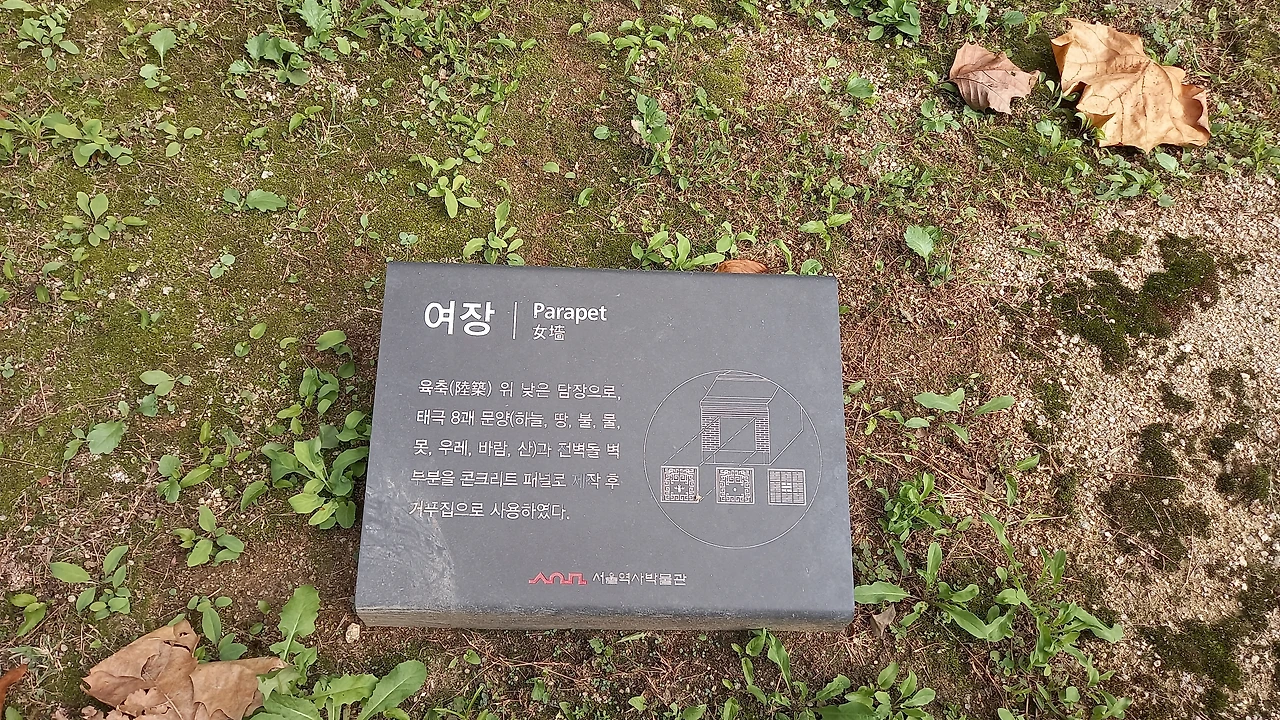 여장
Parapet
女墻
육축(陸築) 위 낮은 담장으로,
태극 8괘 문양(하늘, 땅, 불, 물,
못, 우레, 바람, 산)과 전벽돌 벽
부분을 콘크리트 패널로 제작 후
거푸집으로 사용하였다.
서울역사박물관